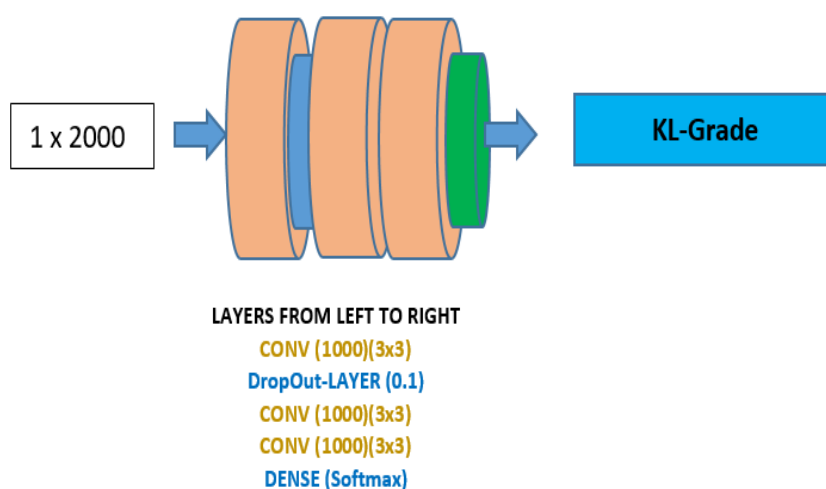 1 x 2000
KL-Grade
LAYERS FROM LEFT TO RIGHT
CONV (1000)(3x3)
DropOut-LAYER (0.1)
CONV (1000)(3x3)
CONV (1000)(3x3)
DENSE (Softmax)